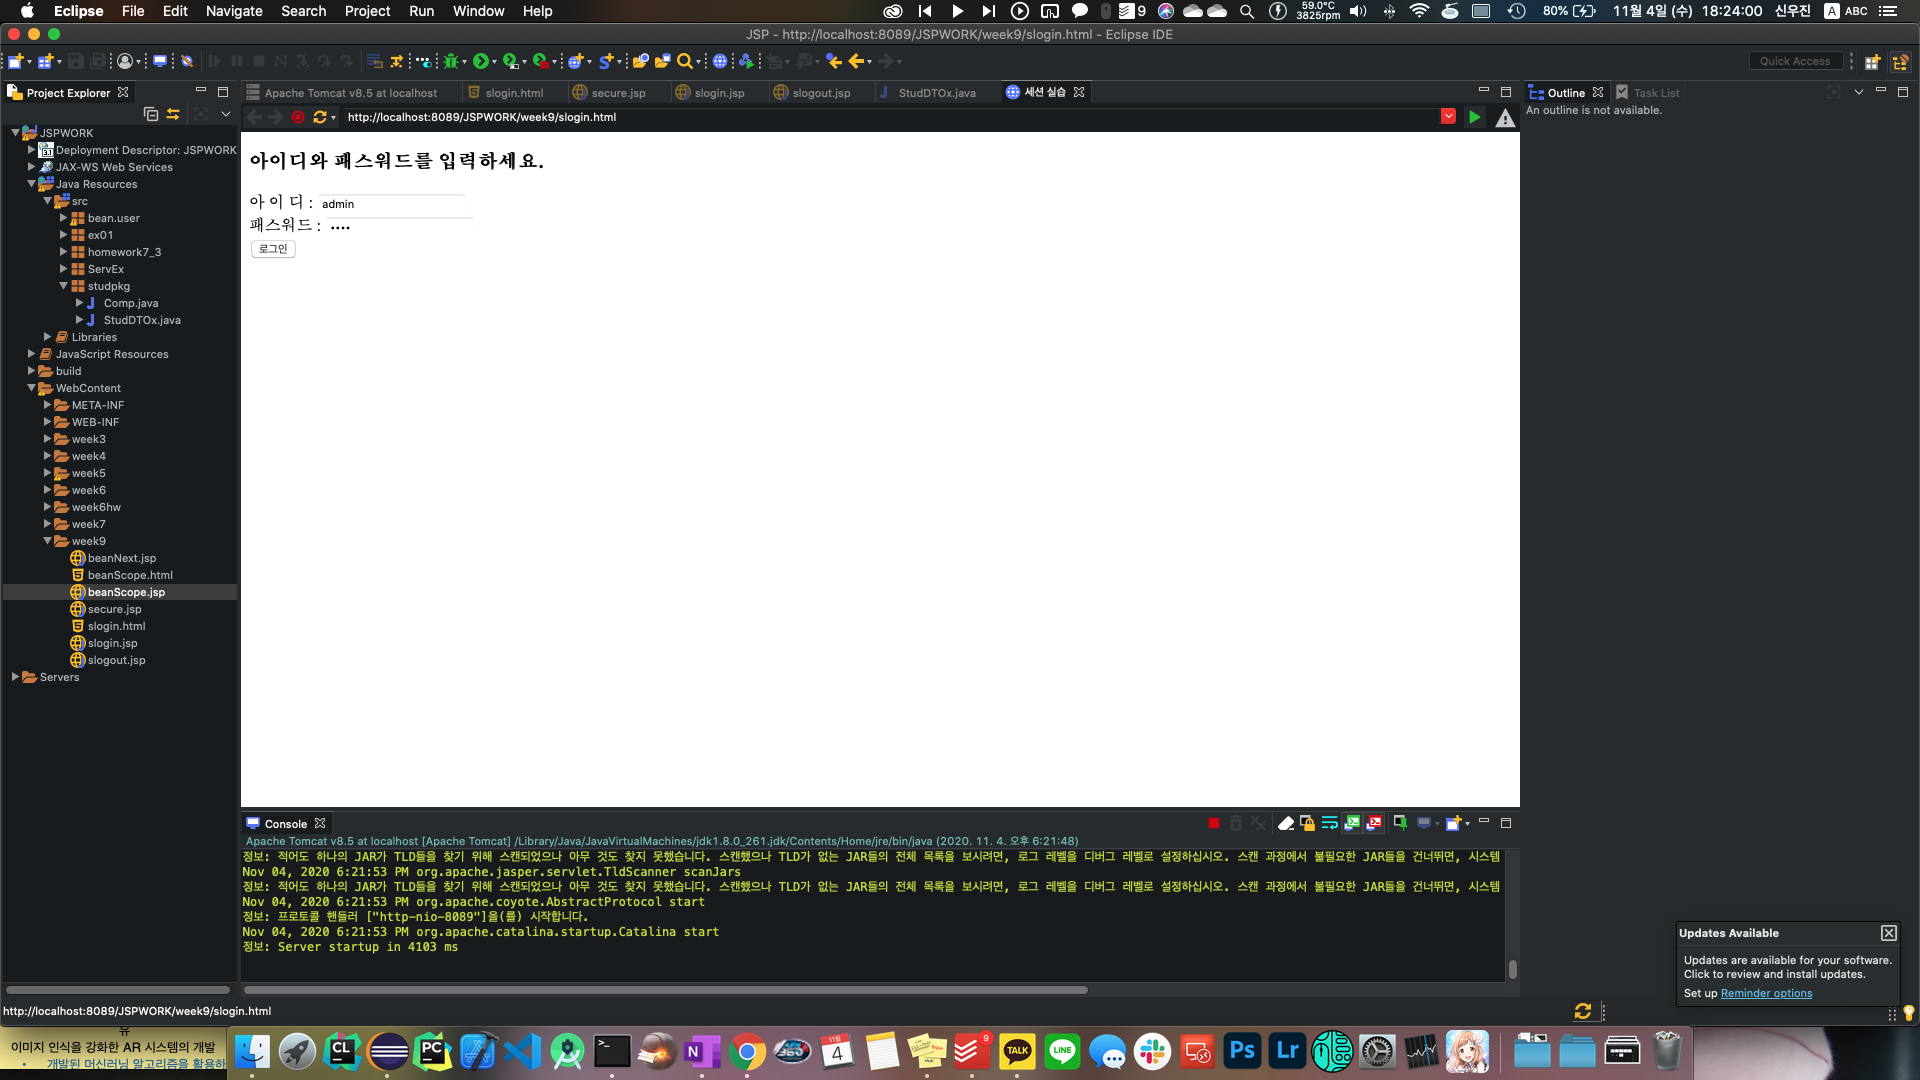 Eclipse File Edit Navigate Search Project Run Window Help
9 59.0°C 3825rpm 80% 11월 4일 (수) 18:24:00 신우진 A ABC
JSP - http://localhost:8089/JSPWORK/week9/slogin.html - Eclipse IDE
Quick Access
Project Explorer
Apache Tomcat v8.5 at localhost slogin.html secure.jsp slogin.jsp slogout.jsp StudDTOx.java 세션 실습
Outline Task List
An outline is not available.
http://localhost:8089/JSPWORK/week9/slogin.html
JSPWORK
Deployment Descriptor: JSPWORK
JAX-WS Web Services
Java Resources
src
bean.user
ex01
homework7_3
ServEx
studpkg
Comp.java
StudDTOx.java
Libraries
JavaScript Resources
build
WebContent
META-INF
WEB-INF
week3
week4
week5
week6
week6hw
week7
week9
beanNext.jsp
beanScope.html
beanScope.jsp
secure.jsp
slogin.html
slogin.jsp
slogout.jsp
Servers
아이디와 패스워드를 입력하세요.
아 이 디 : admin
패스워드 : ••••
로그인
Console
Apache Tomcat v8.5 at localhost [Apache Tomcat] /Library/Java/JavaVirtualMachines/jdk1.8.0_261.jdk/Contents/Home/jre/bin/java (2020. 11. 4. 오후 6:21:48)
정보: 적어도 하나의 JAR가 TLD들을 찾기 위해 스캔되었으나 아무 것도 찾지 못했습니다. 스캔했으나 TLD가 없는 JAR들의 전체 목록을 보시려면, 로그 레벨을 디버그 레벨로 설정하십시오. 스캔 과정에서 불필요한 JAR들을 건너뛰면, 시스템
Nov 04, 2020 6:21:53 PM org.apache.jasper.servlet.TldScanner scanJars
정보: 적어도 하나의 JAR가 TLD들을 찾기 위해 스캔되었으나 아무 것도 찾지 못했습니다. 스캔했으나 TLD가 없는 JAR들의 전체 목록을 보시려면, 로그 레벨을 디버그 레벨로 설정하십시오. 스캔 과정에서 불필요한 JAR들을 건너뛰면, 시스템
Nov 04, 2020 6:21:53 PM org.apache.coyote.AbstractProtocol start
정보: 프로토콜 핸들러 ["http-nio-8089"]을(를) 시작합니다.
Nov 04, 2020 6:21:53 PM org.apache.catalina.startup.Catalina start
정보: Server startup in 4103 ms
Updates Available
Updates are available for your software.
Click to review and install updates.
Set up Reminder options
http://localhost:8089/JSPWORK/week9/slogin.html
이미지 인식을 강화한 AR 시스템의 개발
• 개발된 머신러닝 알고리즘을 활용하
CL PC N 11월 4 9 TALK LINE Ps Lr